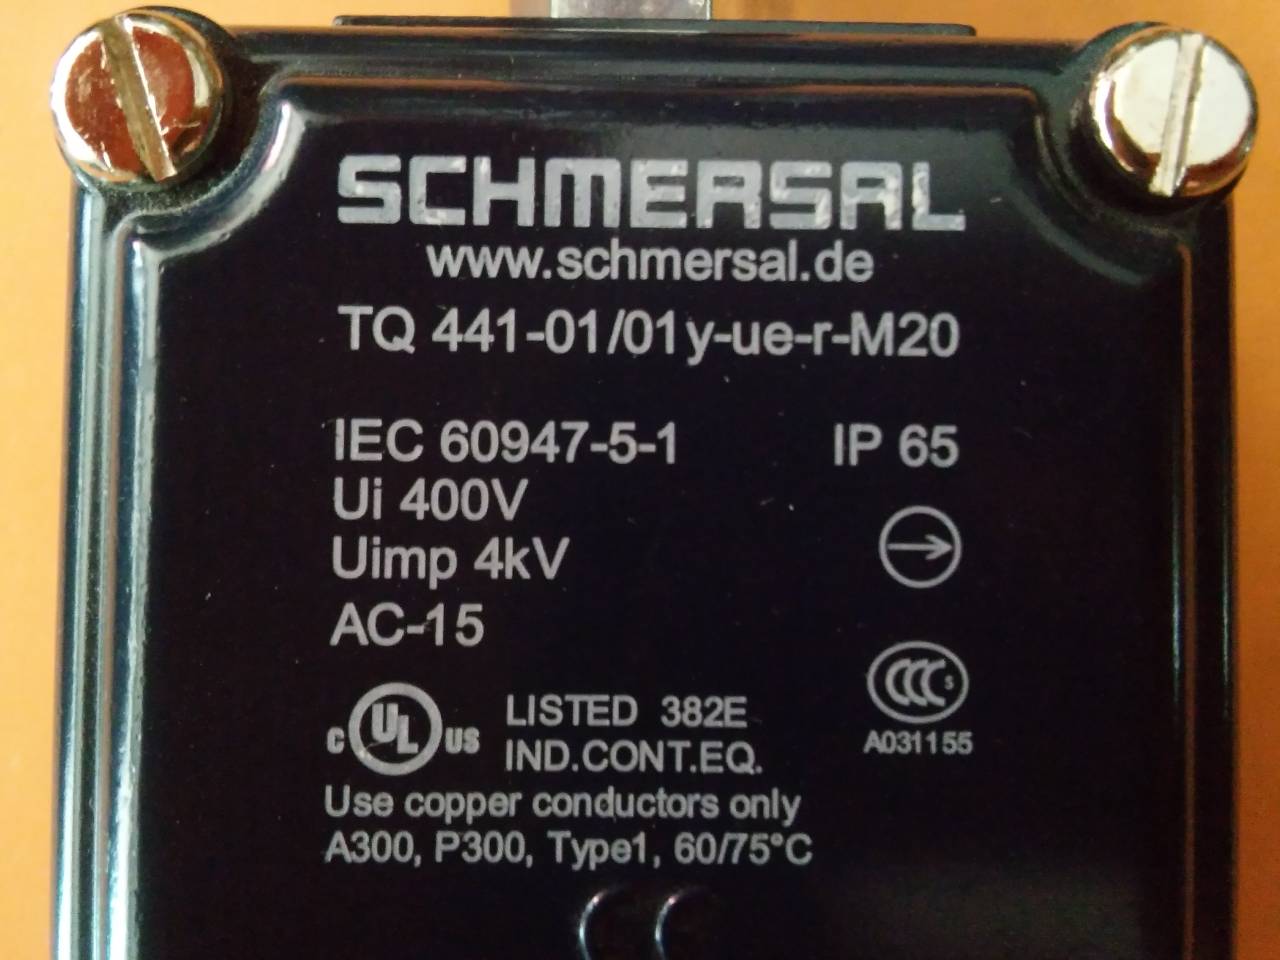 SCHMERSAL
www.schmersal.de
TQ 441-01/01y-ue-r-M20
IEC 60947-5-1 IP 65
Ui 400V
Uimp 4kV
AC-15
CCC S
A031155
c UL US LISTED 382E
IND.CONT.EQ.
Use copper conductors only
A300, P300, Type1, 60/75°C
CE